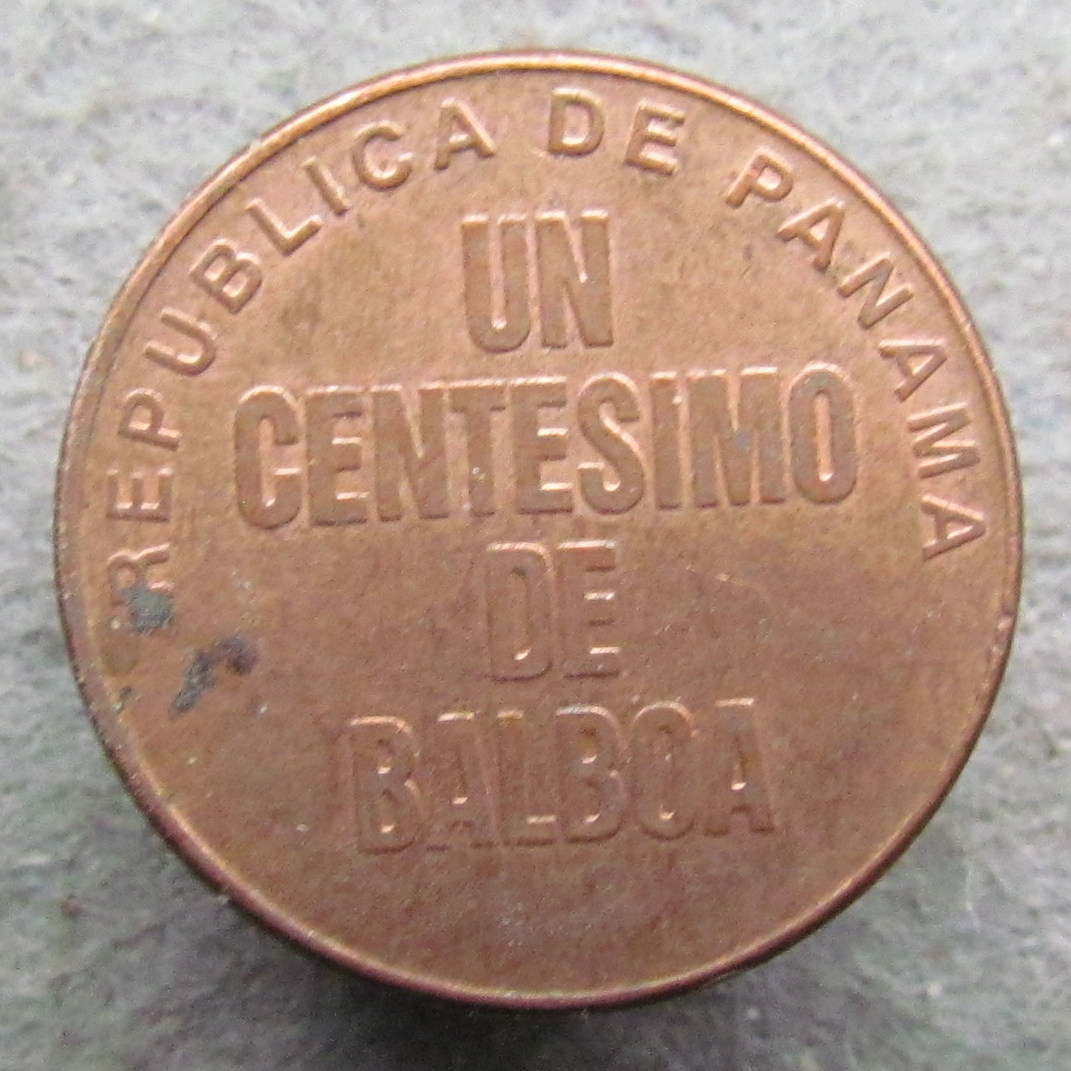 REPUBLICA DE PANAMA
UN
CENTESIMO
DE
BALBOA